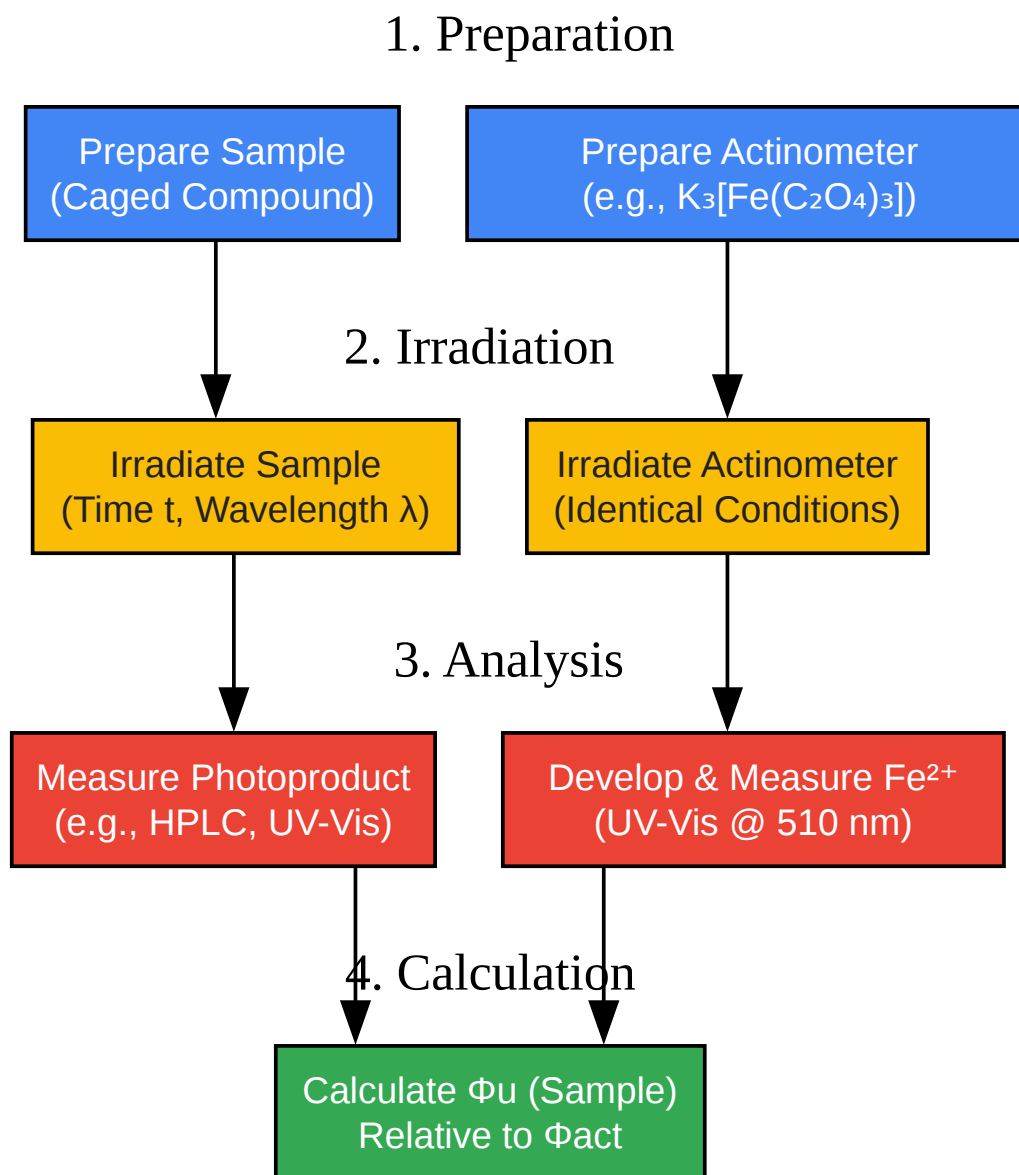 1. Preparation
Prepare Sample
(Caged Compound)
Prepare Actinometer
(e.g., K₃[Fe(C₂O₄)₃])
2. Irradiation
Irradiate Sample
(Time t, Wavelength λ)
Irradiate Actinometer
(Identical Conditions)
3. Analysis
Measure Photoproduct
(e.g., HPLC, UV-Vis)
Develop & Measure Fe²⁺
(UV-Vis @ 510 nm)
4. Calculation
Calculate Φu (Sample)
Relative to Φact